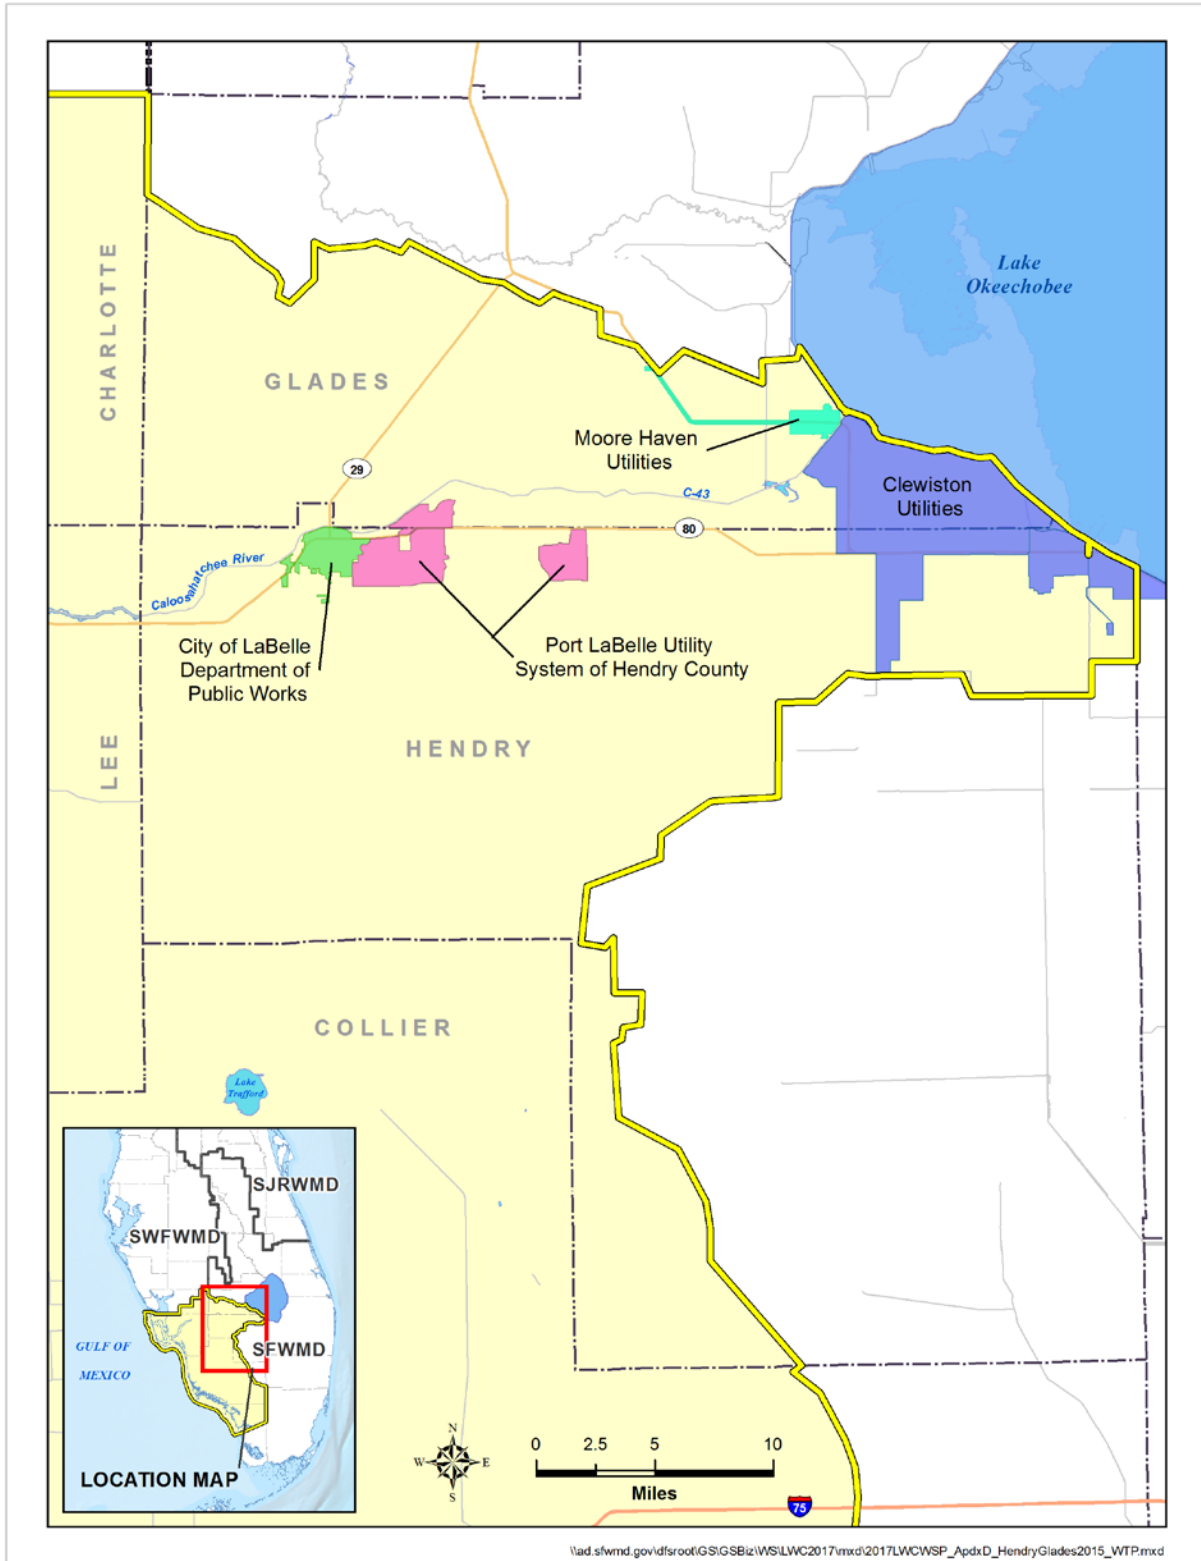 Lake
Okeechobee
CHARLOTTE
GLADES
Moore Haven
Utilities
29
C-43
Clewiston
Utilities
80
Caloosahatchee River
City of LaBelle
Department of
Public Works
Port LaBelle Utility
System of Hendry County
LEE
HENDRY
COLLIER
Lake
Trafford
SJRWMD
SWFWMD
SFWMD
GULF OF
MEXICO
LOCATION MAP
N
W
E
S
0 2.5 5 10
Miles
75
\\ad.sfwmd.gov\dfsroot\GS\GSBiz\WS\LWC2017\mxd\2017LWCWSP_ApdxD_HendryGlades2015_WTP.mxd